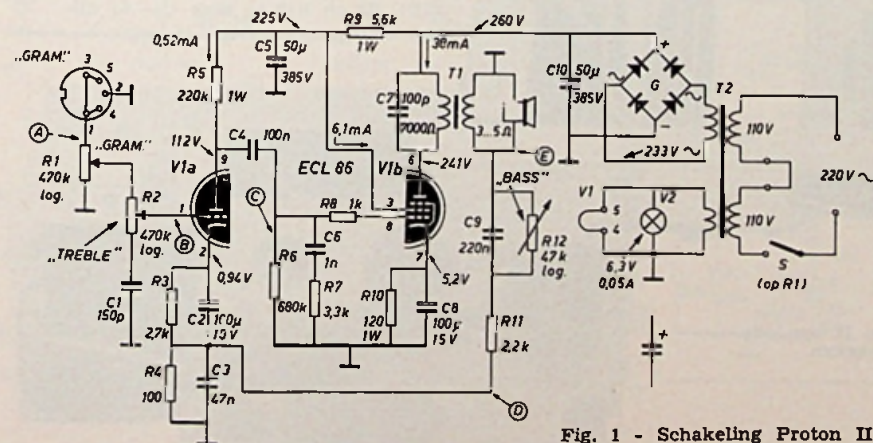 „GRAM."
3
5
2
4
1
A
R1
470k
log.
„GRAM."
R2
470k
log.
„TREBLE"
C1
150p
1
B
0,52mA
R5
220k
1W
112V
9
V1a
2
0,94V
R3
2,7k
C2
100µ
15V
R4
100
C3
47n
225V
C5
50µ
385V
R9
5,6k
1W
C4
100n
6,1mA
ECL 86
C
R6
680k
R8
1k
C6
1n
R7
3,3k
260V
38mA
C7
100p
7000Ω
T1
3..5Ω
6
241V
V1b
3
8
7
5,2V
R10
120
1W
C8
100µ
15V
E
„BASS"
C9
220n
R12
47k
log.
R11
2,2k
D
C10
50µ
385V
+
G
−
233V
T2
110V
110V
220V
V1
5
4
V2
6,3V
0,05A
S
(op R1)
+
Fig. 1 - Schakeling Proton II